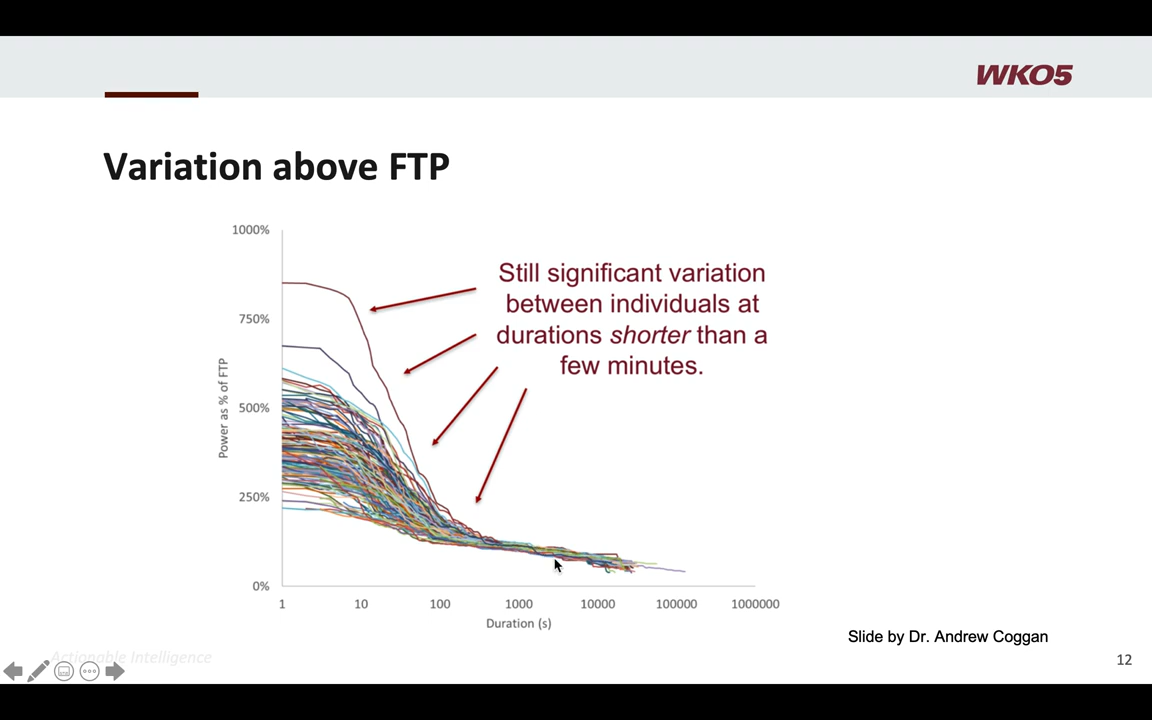 WKO5
Variation above FTP
1000%
750%
500%
250%
0%
Power as % of FTP
Still significant variation
between individuals at
durations shorter than a
few minutes.
1 10 100 1000 10000 100000 1000000
Duration (s)
Slide by Dr. Andrew Coggan
Actionable Intelligence
12